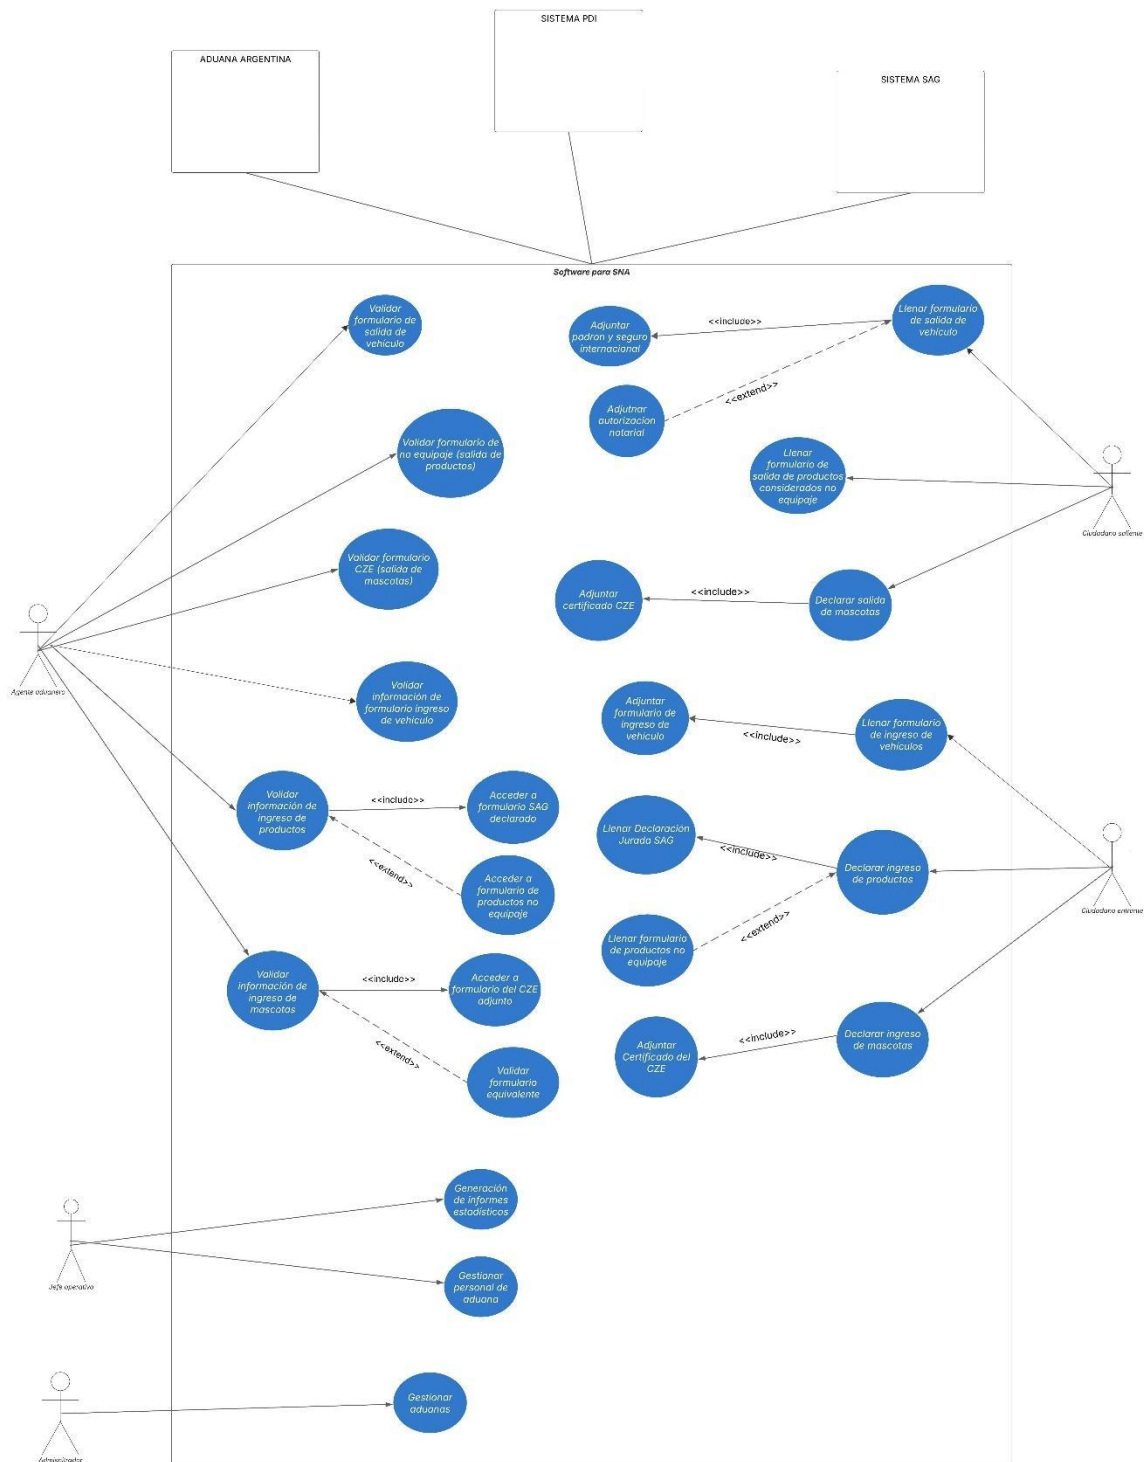 SISTEMA PDI
ADUANA ARGENTINA
SISTEMA SAG
Software para SNA
Validar
formulario de
salida de
vehículo
Adjuntar
padron y seguro
internacional
<<include>>
Llenar formulario
de salida de
vehículo
Adjutnar
autorizacion
notarial
<<extend>>
Validar formulario de
no equipaje (salida de
productos)
Llenar
formulario de
salida de productos
considerados no
equipaje
Ciudadano saliente
Validar formulario
CZE (salida de
mascotas)
Adjuntar
certificado CZE
<<include>>
Declarar salida
de mascotas
Agente aduanero
Validar
información de
formulario ingreso
de vehículo
Adjuntar
formulario de
ingreso de
vehículo
<<include>>
Llenar formulario
de ingreso de
vehículos
Validar
información de
ingreso de
productos
<<include>>
Acceder a
formulario SAG
declarado
Llenar Declaración
Jurada SAG
<<include>>
Declarar ingreso
de productos
Ciudadano entrante
<<extend>>
Acceder a
formulario de
productos no
equipaje
Llenar formulario
de productos no
equipaje
<<extend>>
Validar
información de
ingreso de
mascotas
<<include>>
Acceder a
formulario del CZE
adjunto
Adjuntar
Certificado del
CZE
<<include>>
Declarar ingreso
de mascotas
<<extend>>
Validar
formulario
equivalente
Generación
de informes
estadísticos
Jefe operativo
Gestionar
personal de
aduana
Gestionar
aduanas
Administrador